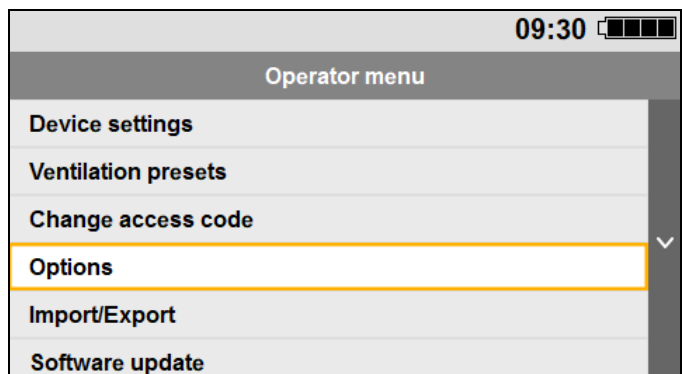 09:30
Operator menu
Device settings
Ventilation presets
Change access code
Options
Import/Export
Software update